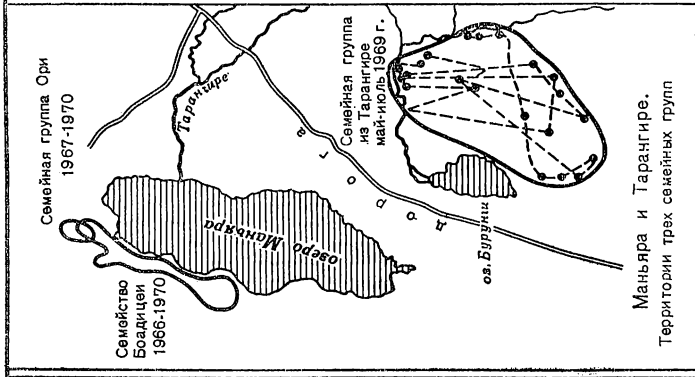 Семейная группа Ори
1967-1970
Семейство
Боадицеи
1966-1970
Тарангире
озеро Маньяра
дорога
Семейная группа
из Тарангире
май-июль 1969 г.
оз. Бурунги
Маньяра и Тарангире.
Территории трех семейных групп